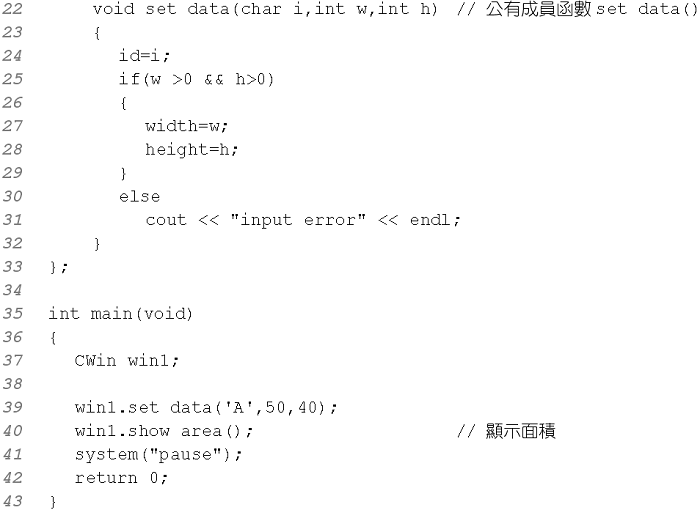 22 void set data(char i,int w,int h) // 公有成員函數 set data()
23 {
24 id=i;
25 if(w >0 && h>0)
26 {
27 width=w;
28 height=h;
29 }
30 else
31 cout << "input error" << endl;
32 }
33 };
34
35 int main(void)
36 {
37 CWin win1;
38
39 win1.set data('A',50,40);
40 win1.show area(); // 顯示面積
41 system("pause");
42 return 0;
43 }